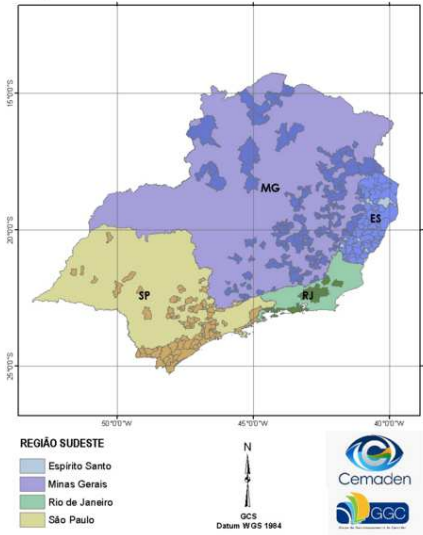 15°0'0"S
20°0'0"S
25°0'0"S
MG
ES
SP
RJ
50°0'0"W
45°0'0"W
40°0'0"W
REGIÃO SUDESTE
Espírito Santo
Minas Gerais
Rio de Janeiro
São Paulo
N
GCS
Datum WGS 1984
Cemaden
GGC